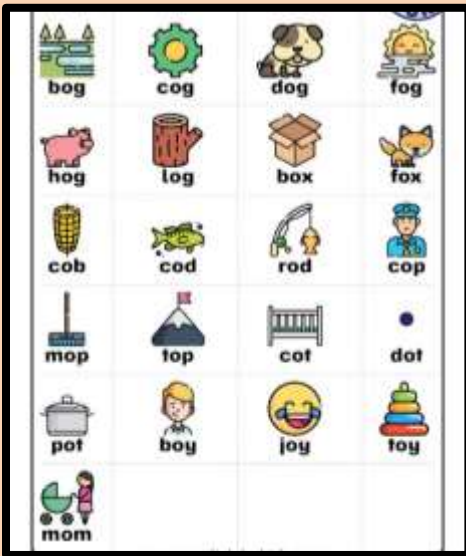 bog cog dog fog
hog log box fox
cob cod rod cop
mop top cot dot
pot boy joy toy
mom